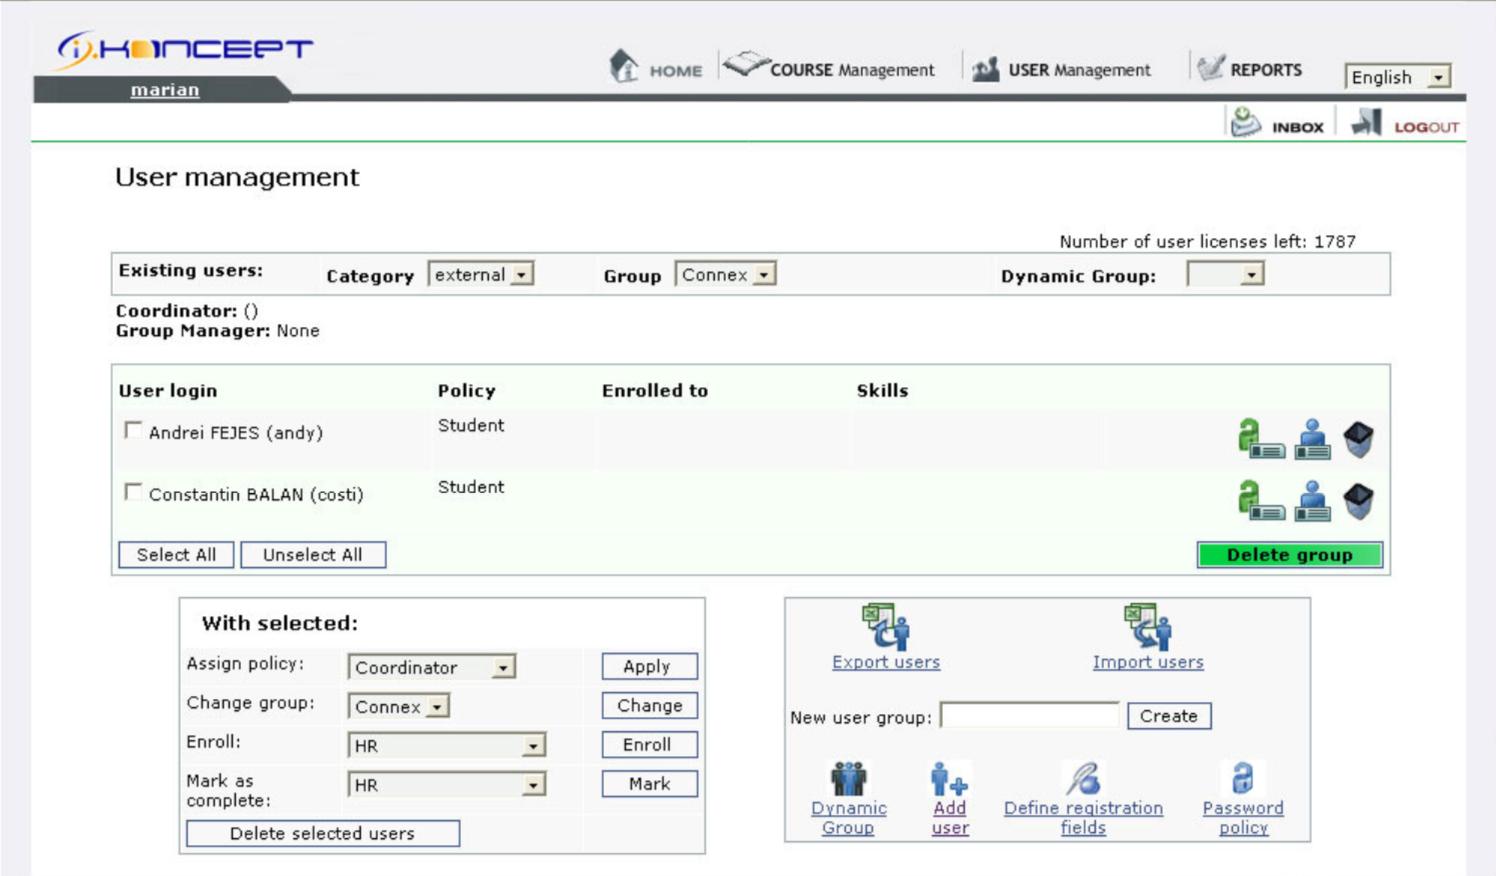 i.KONCEPT
HOME
COURSE Management
USER Management
REPORTS
English
marian
INBOX
LOGOUT
User management
Number of user licenses left: 1787
Existing users: Category external Group Connex Dynamic Group:
Coordinator: ()
Group Manager: None
User login Policy Enrolled to Skills
Andrei FEJES (andy) Student
Constantin BALAN (costi) Student
Select All Unselect All Delete group
With selected:
Assign policy: Coordinator Apply
Change group: Connex Change
Enroll: HR Enroll
Mark as
complete: HR Mark
Delete selected users
Export users Import users
New user group: Create
Dynamic
Group
Add
user
Define registration
fields
Password
policy